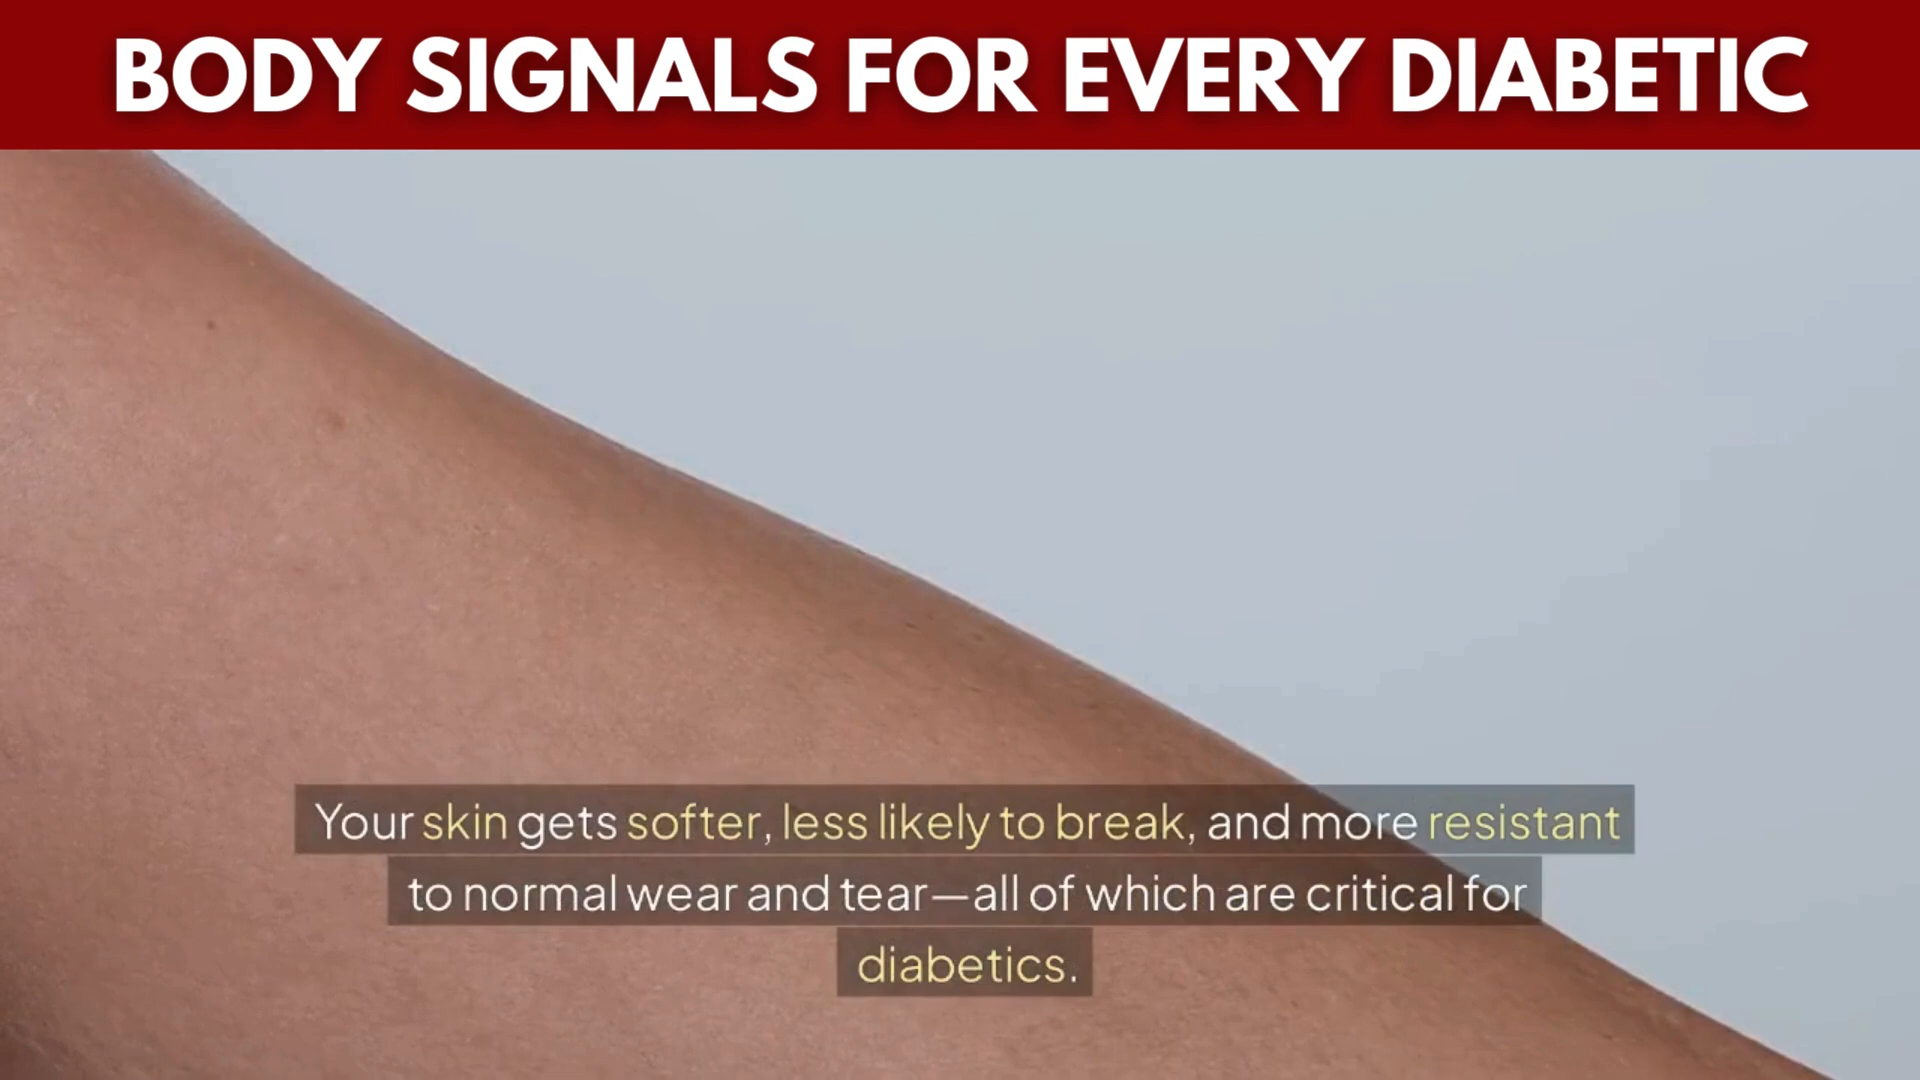 BODY SIGNALS FOR EVERY DIABETIC
Your skin gets softer, less likely to break, and more resistant
to normal wear and tear—all of which are critical for
diabetics.